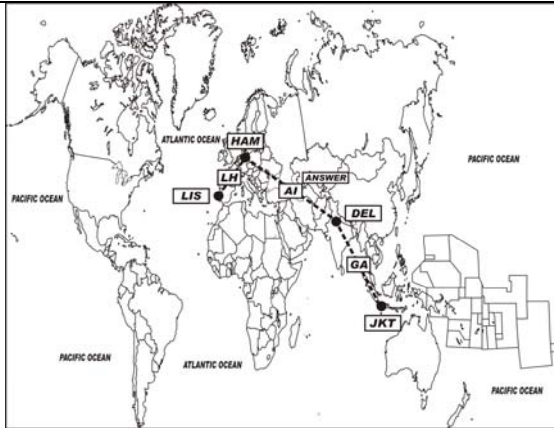 ATLANTIC OCEAN
HAM
PACIFIC OCEAN
LH
ANSWER
AI
PACIFIC OCEAN
LIS
DEL
GA
JKT
PACIFIC OCEAN
ATLANTIC OCEAN
PACIFIC OCEAN